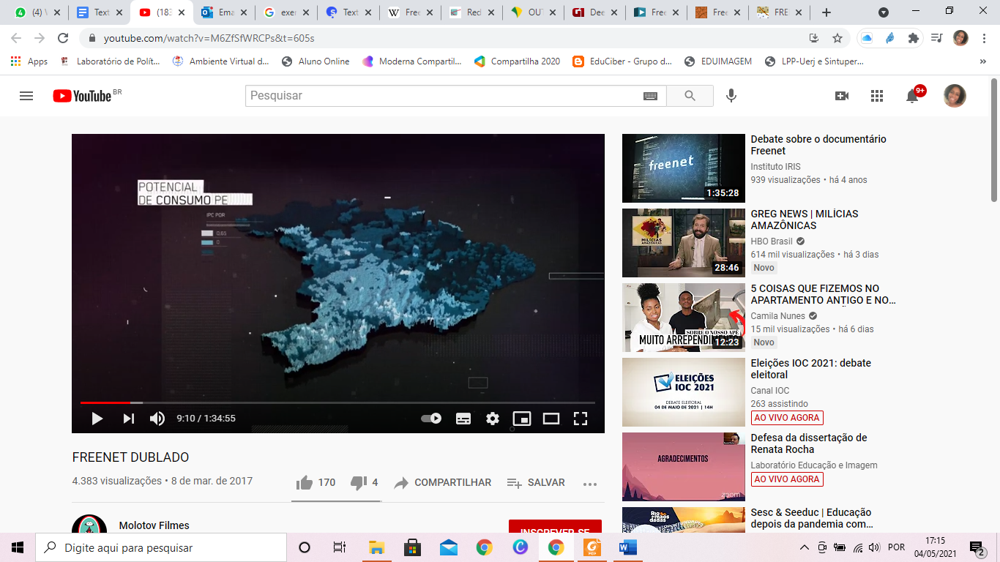 (4) V
Text
(183
Ema
exer
Text
Free
Red
OU
Dee
Free
Free
FRE
youtube.com/watch?v=M6ZfSfWRCPs&t=605s
Apps
Laboratório de Polít...
Ambiente Virtual d...
Aluno Online
Moderna Compartil...
Compartilha 2020
EduCiber - Grupo d...
EDUIMAGEM
LPP-Uerj e Sintuper...
»
YouTube BR
Pesquisar
9+
POTENCIAL
DE CONSUMO PE
IPC POR
0,65
0
9:10 / 1:34:55
FREENET DUBLADO
4.383 visualizações • 8 de mar. de 2017
170
4
COMPARTILHAR
SALVAR
Molotov Filmes
INSCREVER-SE
freenet
1:35:28
Debate sobre o documentário
Freenet
Instituto IRIS
939 visualizações • há 4 anos
MILÍCIAS
AMAZÔNICAS
28:46
GREG NEWS | MILÍCIAS
AMAZÔNICAS
HBO Brasil
614 mil visualizações • há 3 dias
Novo
SOBRE O NOSSO APÊ
MUITO ARREPENDIMENTO
12:23
5 COISAS QUE FIZEMOS NO
APARTAMENTO ANTIGO E NO...
Camila Nunes
15 mil visualizações • há 6 dias
Novo
ELEIÇÕES
IOC 2021
DEBATE ELEITORAL
04 DE MAIO DE 2021 | 14H
Eleições IOC 2021: debate
eleitoral
Canal IOC
263 assistindo
AO VIVO AGORA
AGRADECIMENTOS
zoom
Defesa da dissertação de
Renata Rocha
Laboratório Educação e Imagem
AO VIVO AGORA
Rio
mãos
dadas
Sesc & Seeduc | Educação
depois da pandemia com...
Digite aqui para pesquisar
POR
17:15
04/05/2021
2